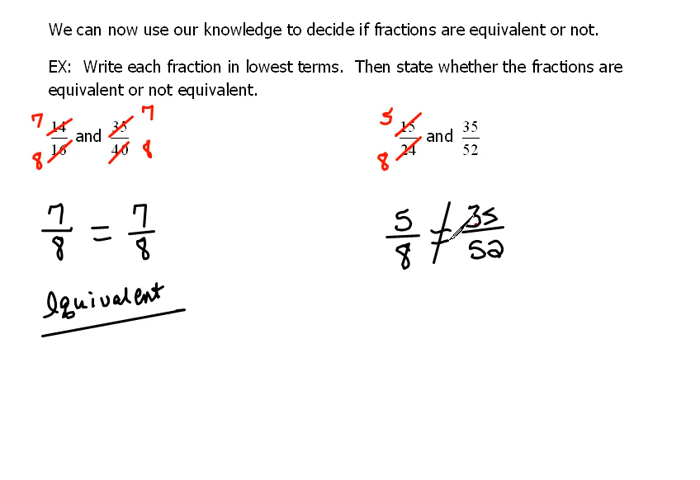 We can now use our knowledge to decide if fractions are equivalent or not.
EX: Write each fraction in lowest terms. Then state whether the fractions are
equivalent or not equivalent.
7 14/16 8 and 35/40 7 8
5 15/24 8 and 35/52
7/8 = 7/8
5/8 ≠ 35/52
equivalent